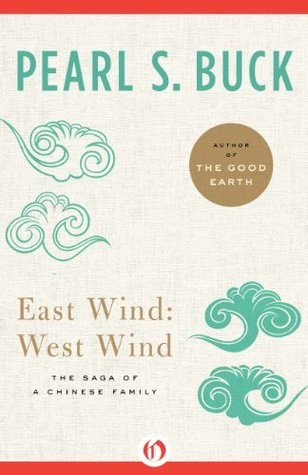 PEARL S. BUCK
AUTHOR
OF
THE GOOD
EARTH
East Wind:
West Wind
THE SAGA OF
A CHINESE FAMILY